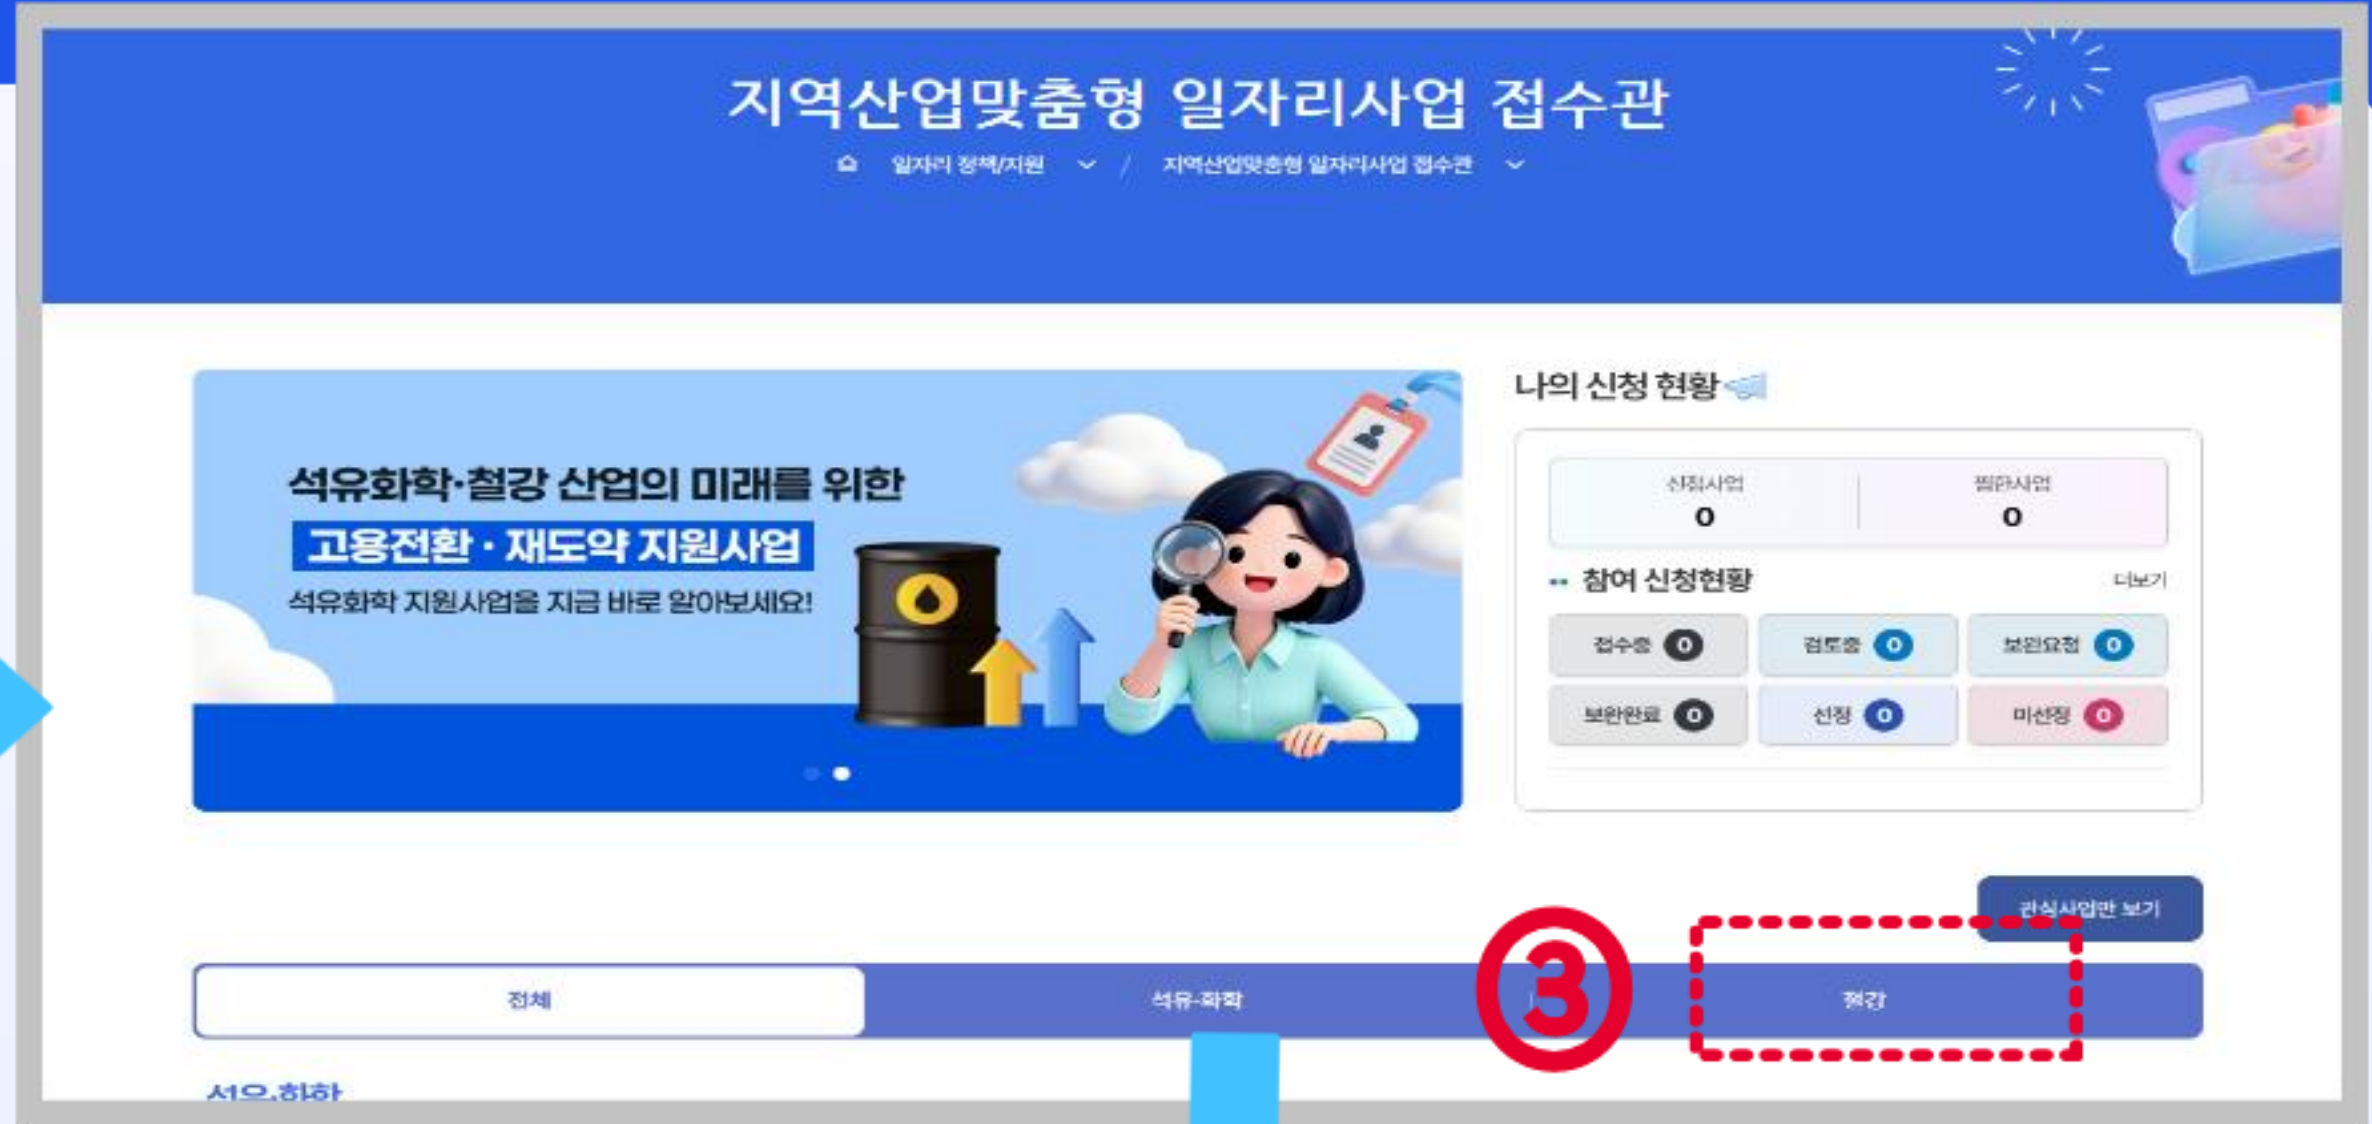 지역산업맞춤형 일자리사업 접수관
일자리 정책/지원 / 지역산업맞춤형 일자리사업 접수관
석유화학·철강 산업의 미래를 위한
고용전환·재도약 지원사업
석유화학 지원사업을 지금 바로 알아보세요!
나의 신청 현황
신청사업 찜한사업
0 0
참여 신청현황 더보기
접수중 0 검토중 0 보완요청 0
보완완료 0 선정 0 미선정 0
관심사업만 보기
전체 석유·화학 ③ 철강
석유·화학